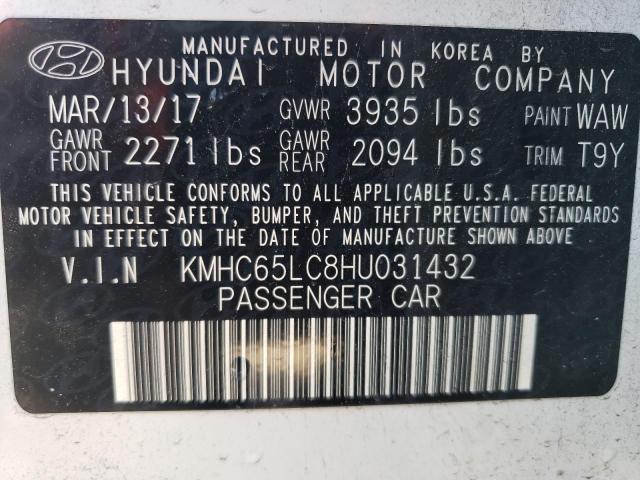 MANUFACTURED IN KOREA BY
HYUNDAI MOTOR COMPANY
MAR/13/17 GVWR 3935 lbs PAINT WAW
GAWR FRONT 2271 lbs GAWR REAR 2094 lbs TRIM T9Y
THIS VEHICLE CONFORMS TO ALL APPLICABLE U.S.A. FEDERAL
MOTOR VEHICLE SAFETY, BUMPER, AND THEFT PREVENTION STANDARDS
IN EFFECT ON THE DATE OF MANUFACTURE SHOWN ABOVE
V.I.N KMHC65LC8HU031432
PASSENGER CAR